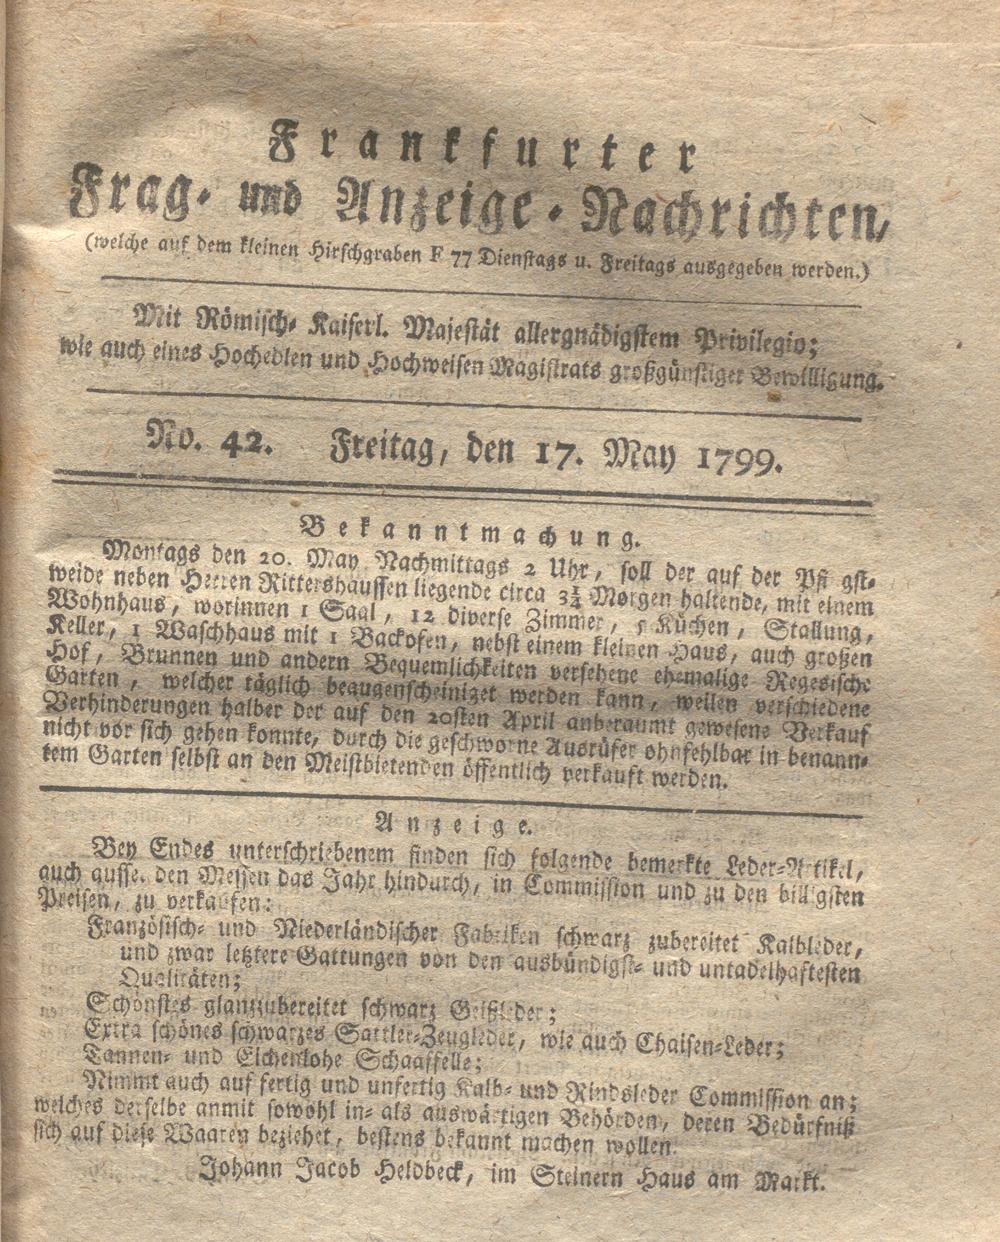 Frankfurter
Frag- und Anzeige-Nachrichten,
(welche auf dem kleinen Hirschgraben F 77 Dienstags u. Freitags ausgegeben werden.)
Mit Römisch-Kaiserl. Majestät allergnädigstem Privilegio;
wie auch eines Hochedlen und Hochweisen Magistrats großgünstiger Bewilligung.
No. 42. Freitag, den 17. May 1799.
Bekanntmachung.
Montags den 20. May Nachmittags 2 Uhr, soll der auf der Pfingst-
weide neben Herren Rittershaussen liegende circa 3¾ Morgen haltende, mit einem
Wohnhaus, worinnen 1 Saal, 12 diverse Zimmer, 5 Küchen, Stallung,
Keller, 1 Waschhaus mit 1 Backofen, nebst einem kleinen Haus, auch großen
Hof, Brunnen und andern Bequemlichkeiten versehene ehemalige Regesische
Garten, welcher täglich beaugenscheiniget werden kann, weilen verschiedene
Verhinderungen halber der auf den 20sten April anberaumt gewesene Verkauf
nicht vor sich gehen konnte, durch die geschworne Ausrüfer ohnfehlbar in benann-
tem Garten selbst an den Meistbietenden öffentlich verkauft werden.
Anzeige.
Bey Endes unterschriebenem finden sich folgende bemerkte Leder-Artikel,
auch ausser den Messen das Jahr hindurch, in Commission und zu den billigsten
Preisen, zu verkaufen:
Französisch- und Niederländischer Fabriken schwarz zubereitet Kalbleder,
und zwar letztere Gattungen von den ausbündigst- und untadelhaftesten
Qualitäten;
Schönstes glanzzubereitet schwarz Geißleder;
Extra schönes schwarzes Sattler-Zeugleder, wie auch Chaisen-Leder;
Tannen- und Eichenlohe Schaaffelle;
Nimmt auch auf fertig und unfertig Kalb- und Rindsleder Commission an;
welches derselbe anmit sowohl in- als auswärtigen Behörden, deren Bedürfniß
sich auf diese Waaren beziehet, bestens bekannt machen wollen.
Johann Jacob Heldbeck, im Steinern Haus am Markt.